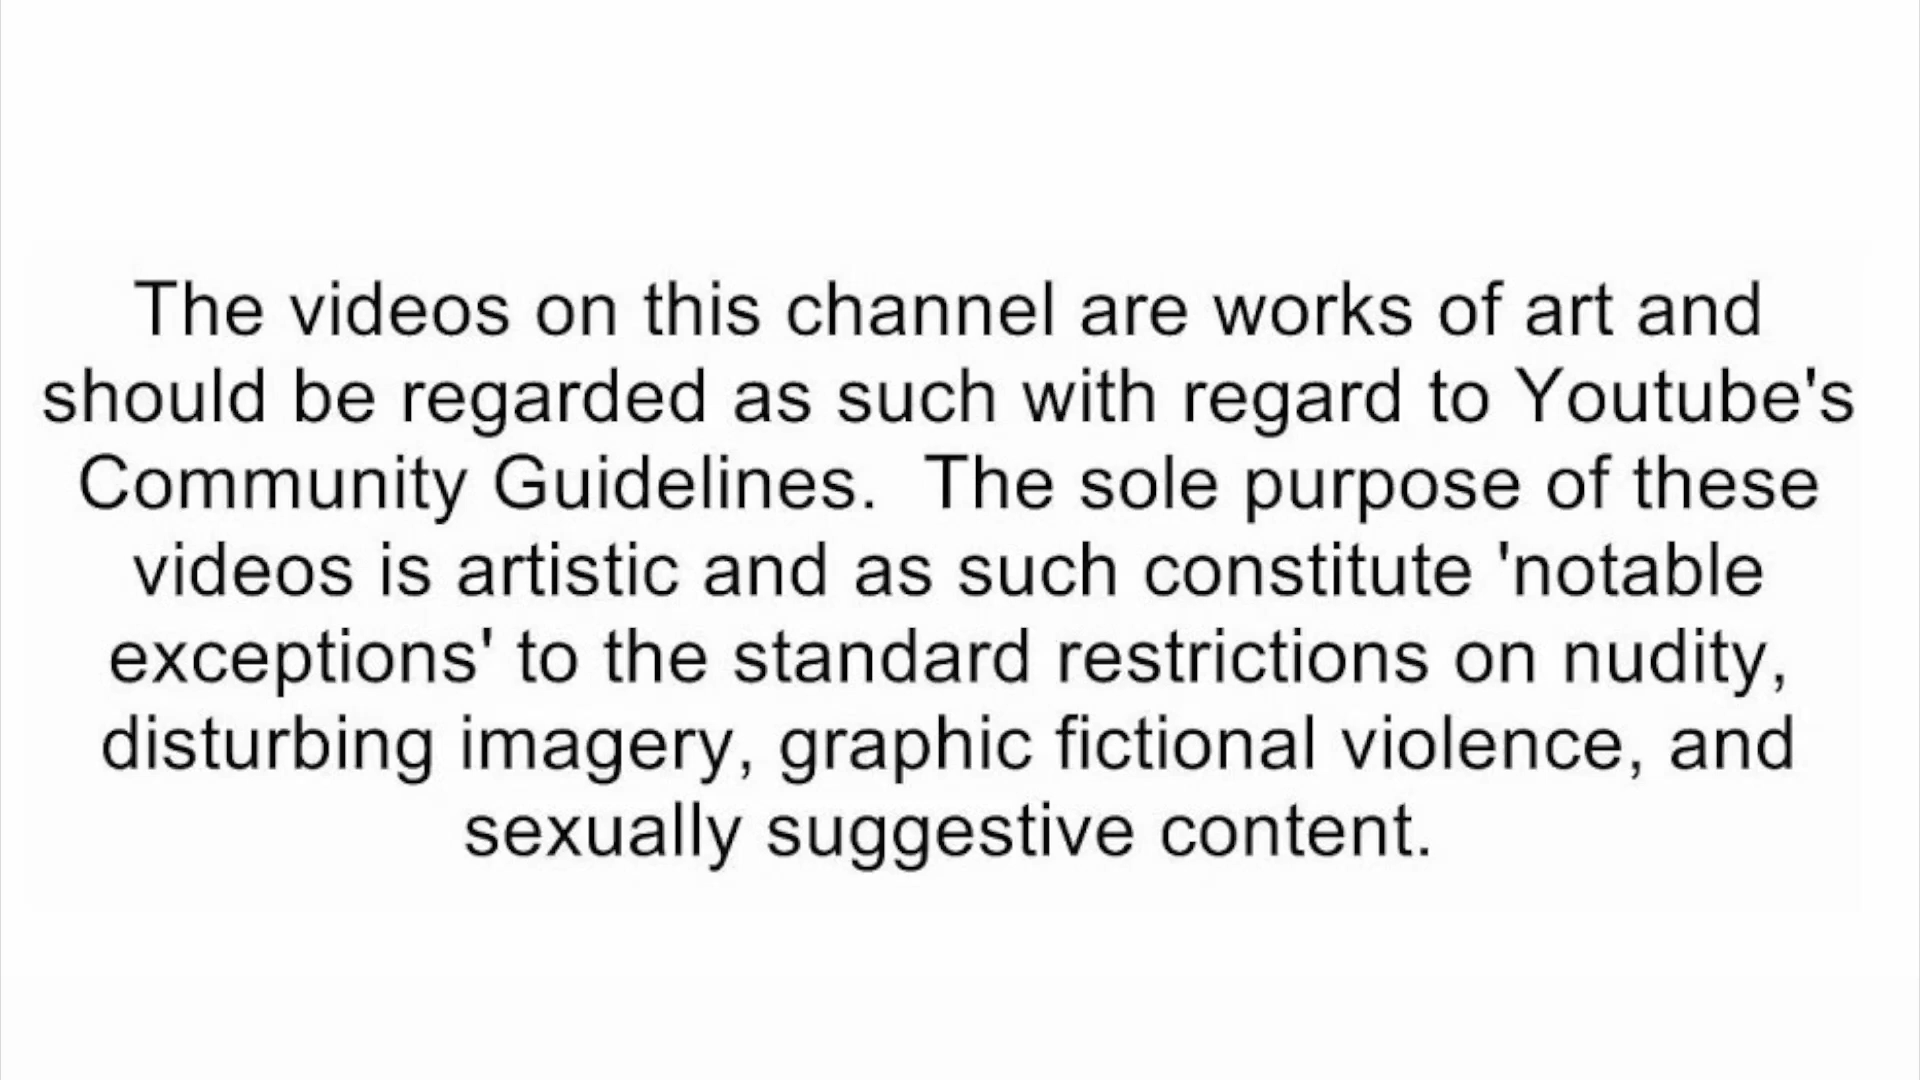 The videos on this channel are works of art and
should be regarded as such with regard to Youtube's
Community Guidelines.  The sole purpose of these
videos is artistic and as such constitute 'notable
exceptions' to the standard restrictions on nudity,
disturbing imagery, graphic fictional violence, and
sexually suggestive content.